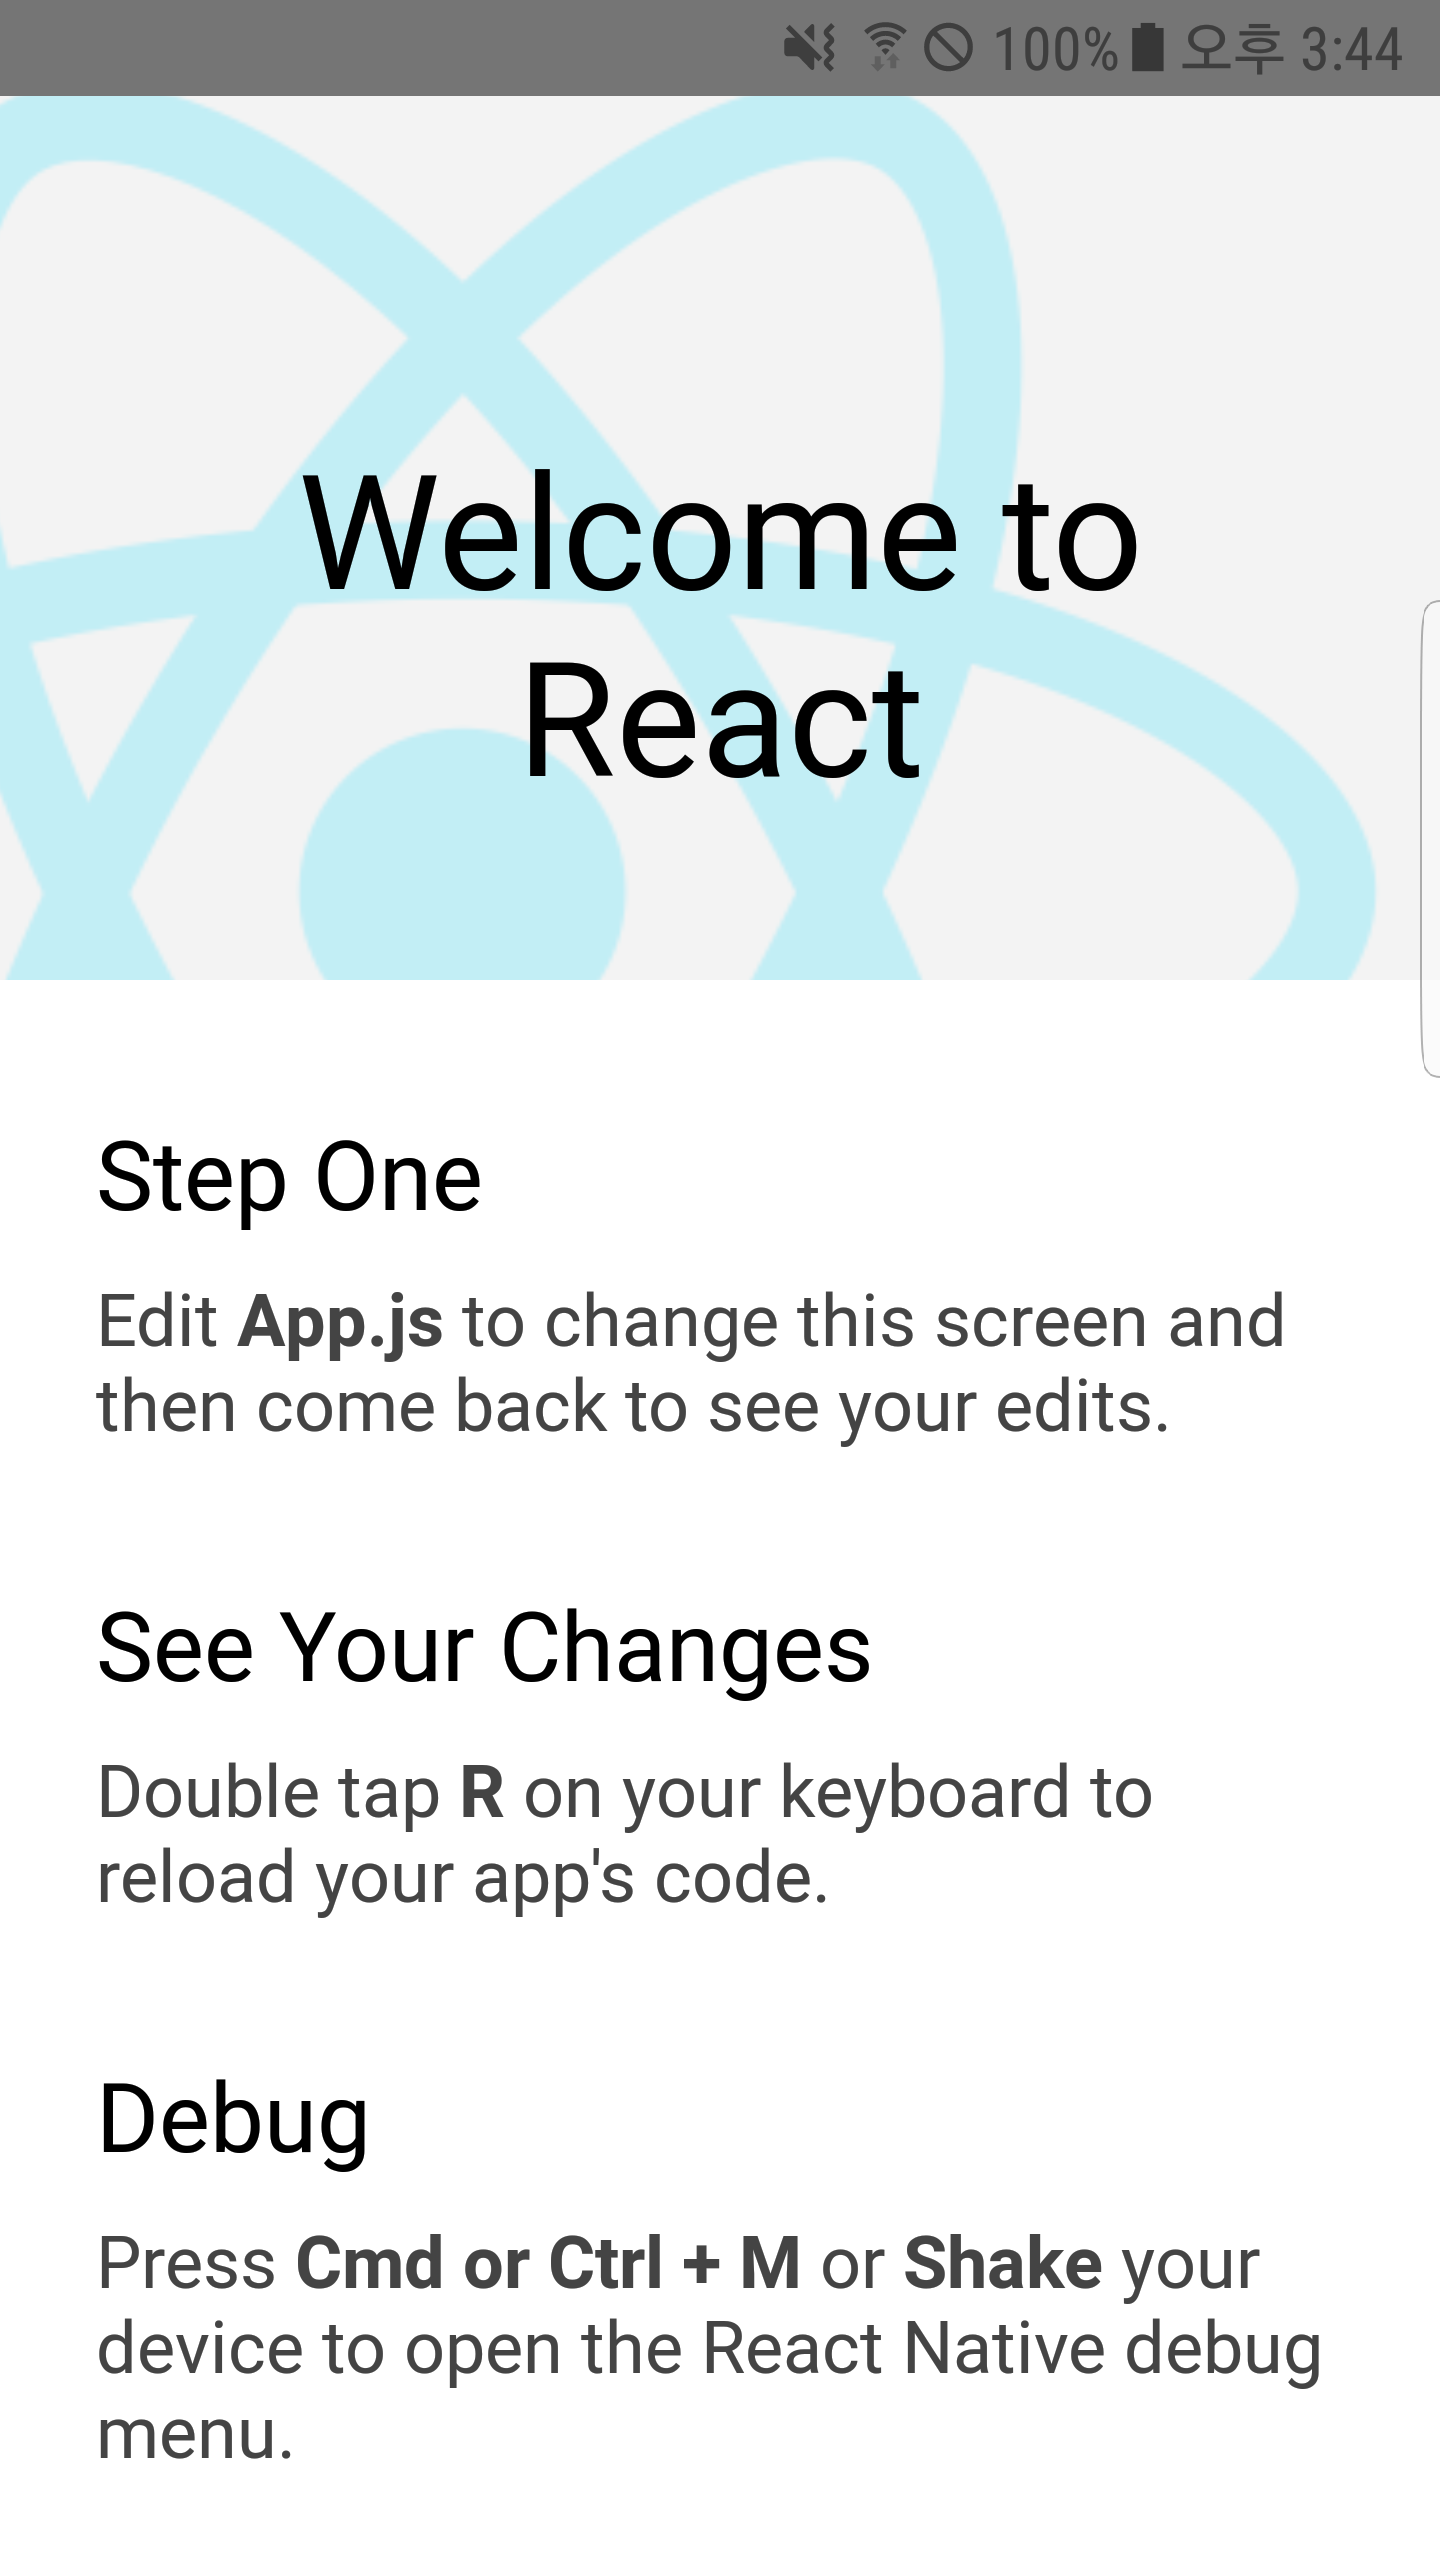 100% 오후 3:44
Welcome to
React
Step One
Edit App.js to change this screen and
then come back to see your edits.
See Your Changes
Double tap R on your keyboard to
reload your app's code.
Debug
Press Cmd or Ctrl + M or Shake your
device to open the React Native debug
menu.